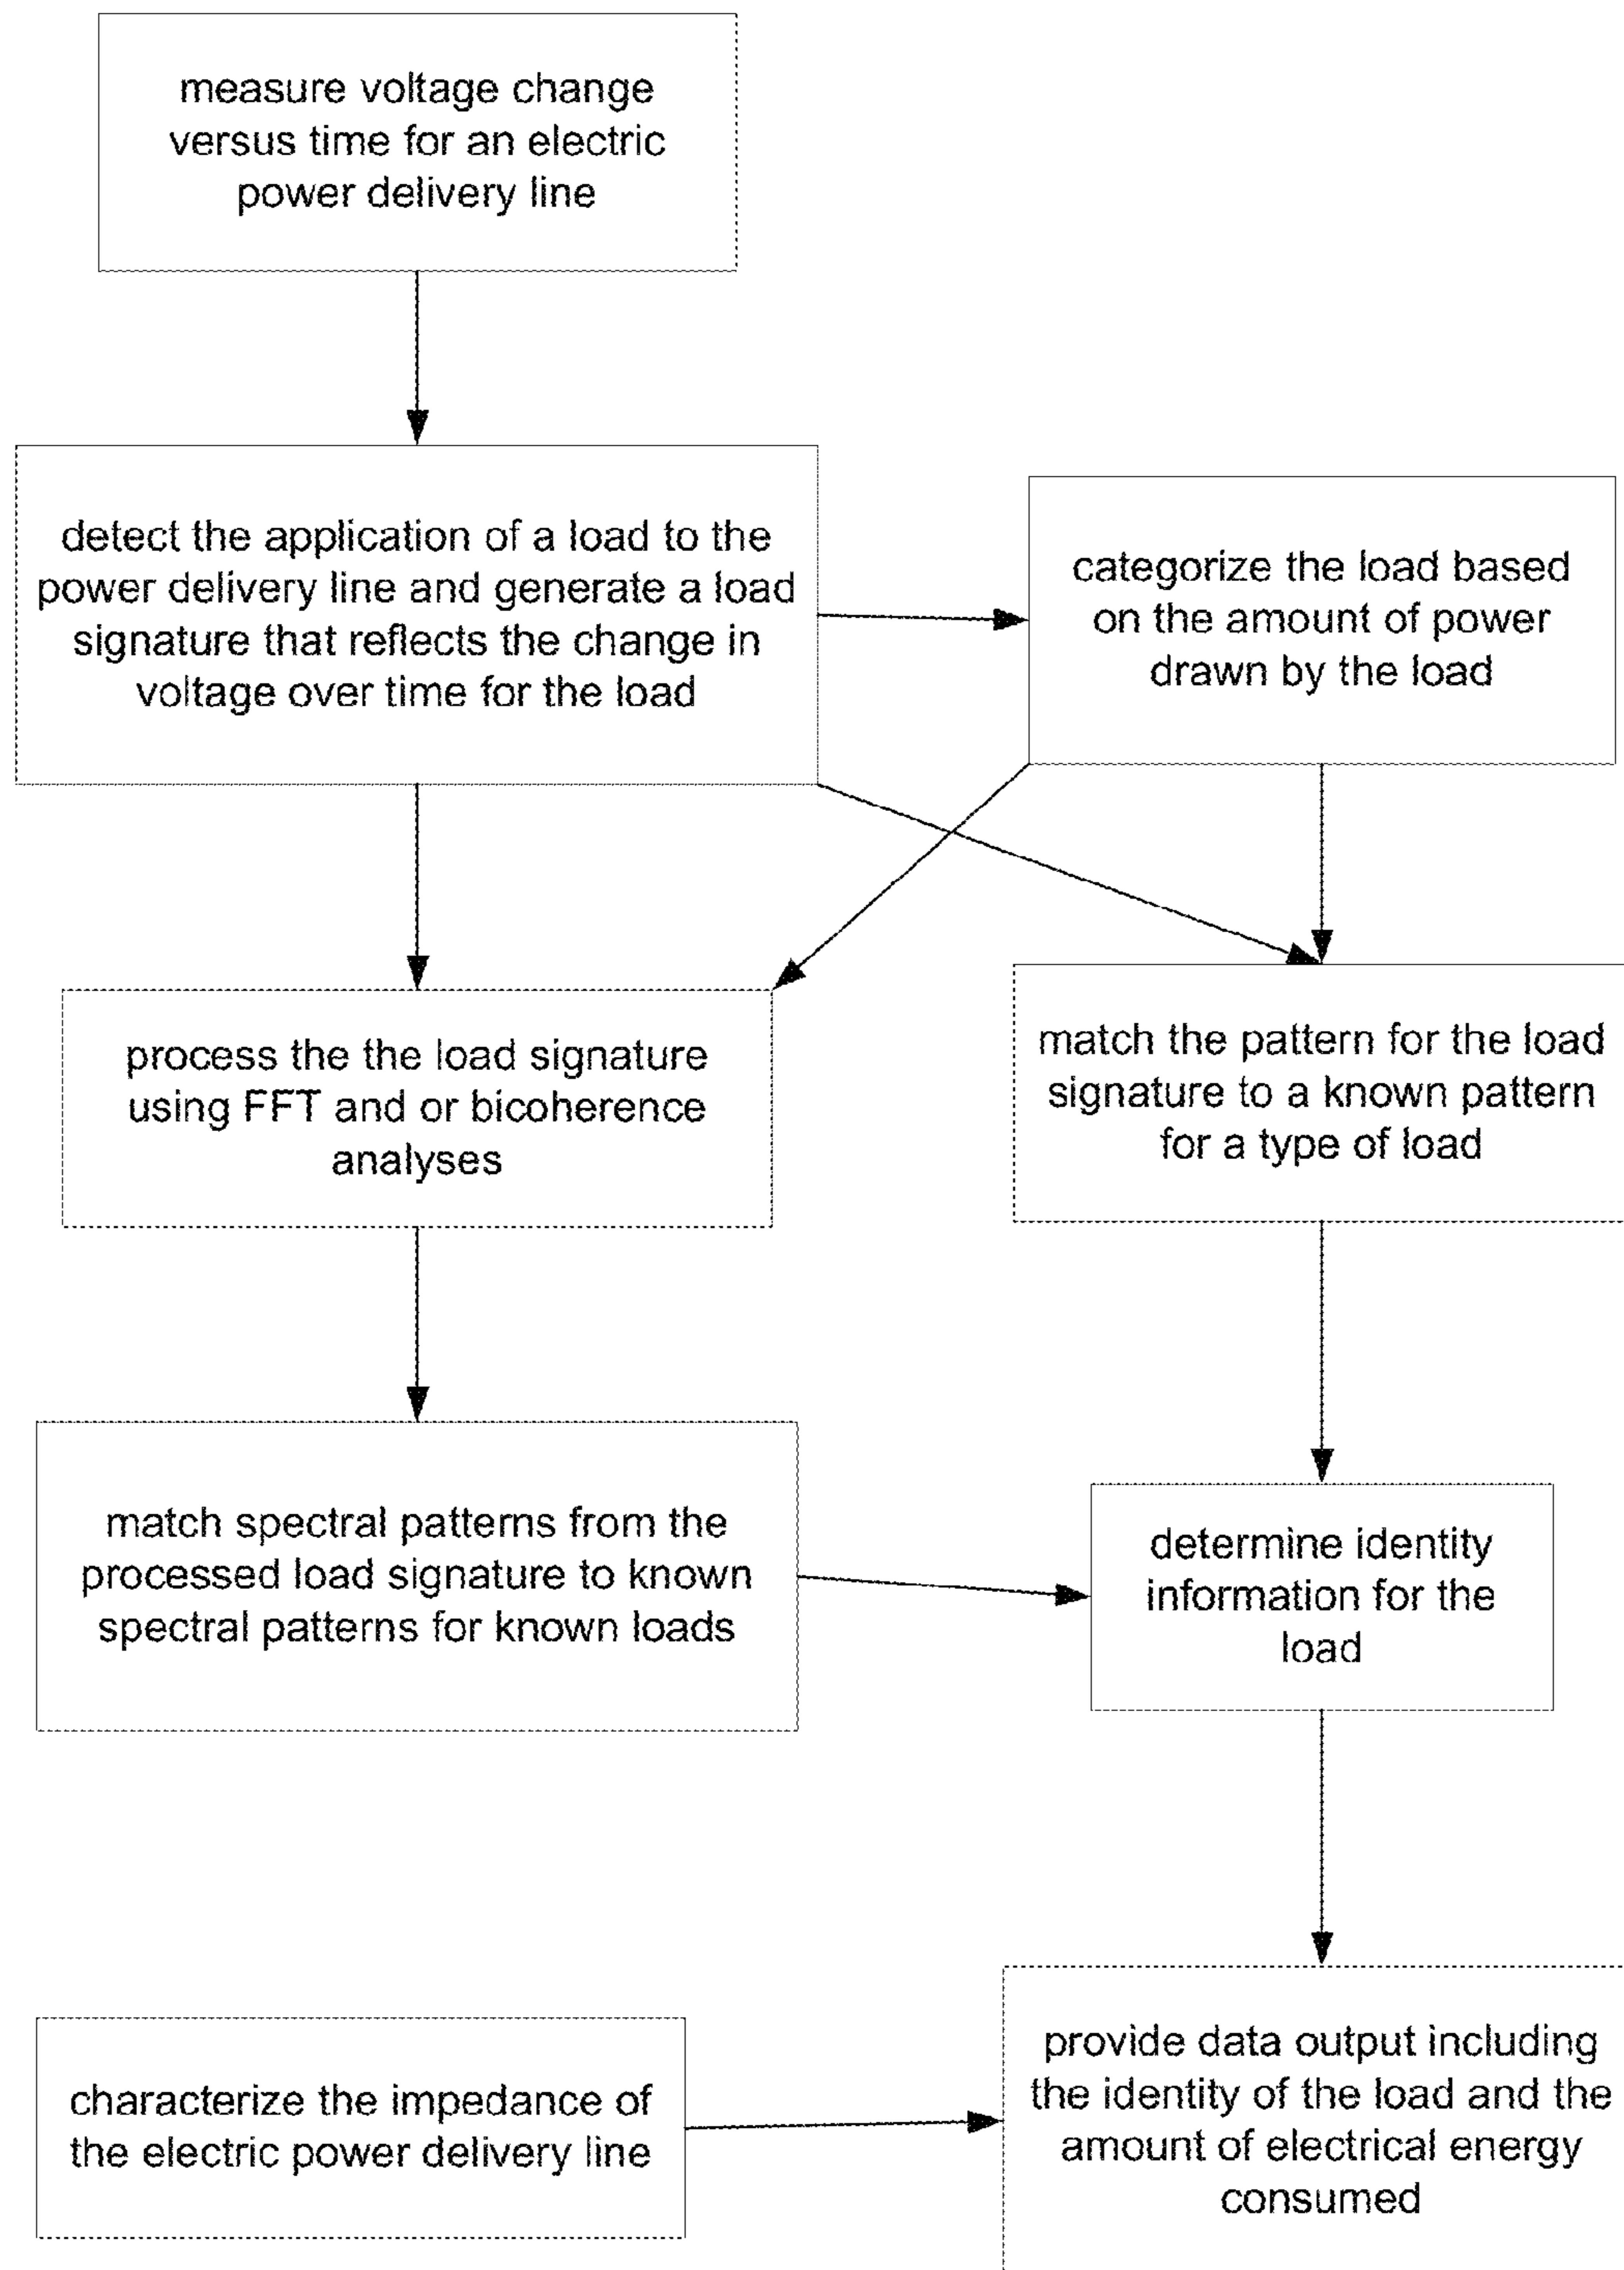 measure voltage change
versus time for an electric
power delivery line
detect the application of a load to the
power delivery line and generate a load
signature that reflects the change in
voltage over time for the load
categorize the load based
on the amount of power
drawn by the load
process the the load signature
using FFT and or bicoherence
analyses
match the pattern for the load
signature to a known pattern
for a type of load
match spectral patterns from the
processed load signature to known
spectral patterns for known loads
determine identity
information for the
load
characterize the impedance of
the electric power delivery line
provide data output including
the identity of the load and the
amount of electrical energy
consumed